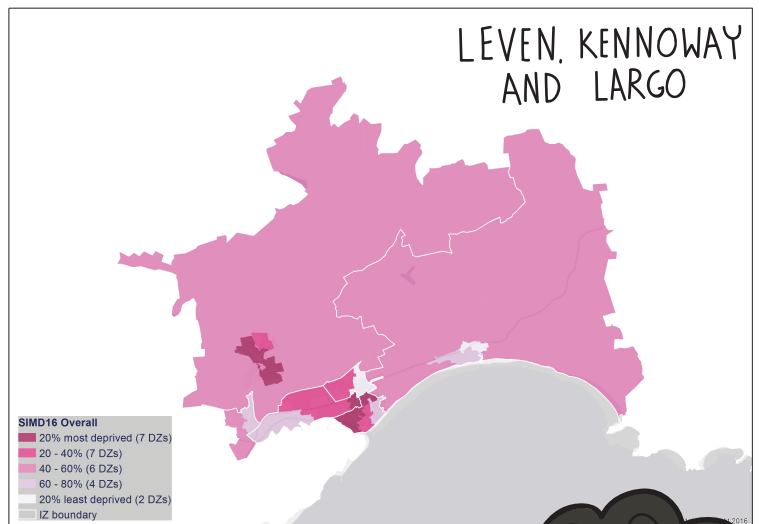 LEVEN, KENNOWAY
AND LARGO
SIMD16 Overall
20% most deprived (7 DZs)
20 - 40% (7 DZs)
40 - 60% (6 DZs)
60 - 80% (4 DZs)
20% least deprived (2 DZs)
IZ boundary
2016